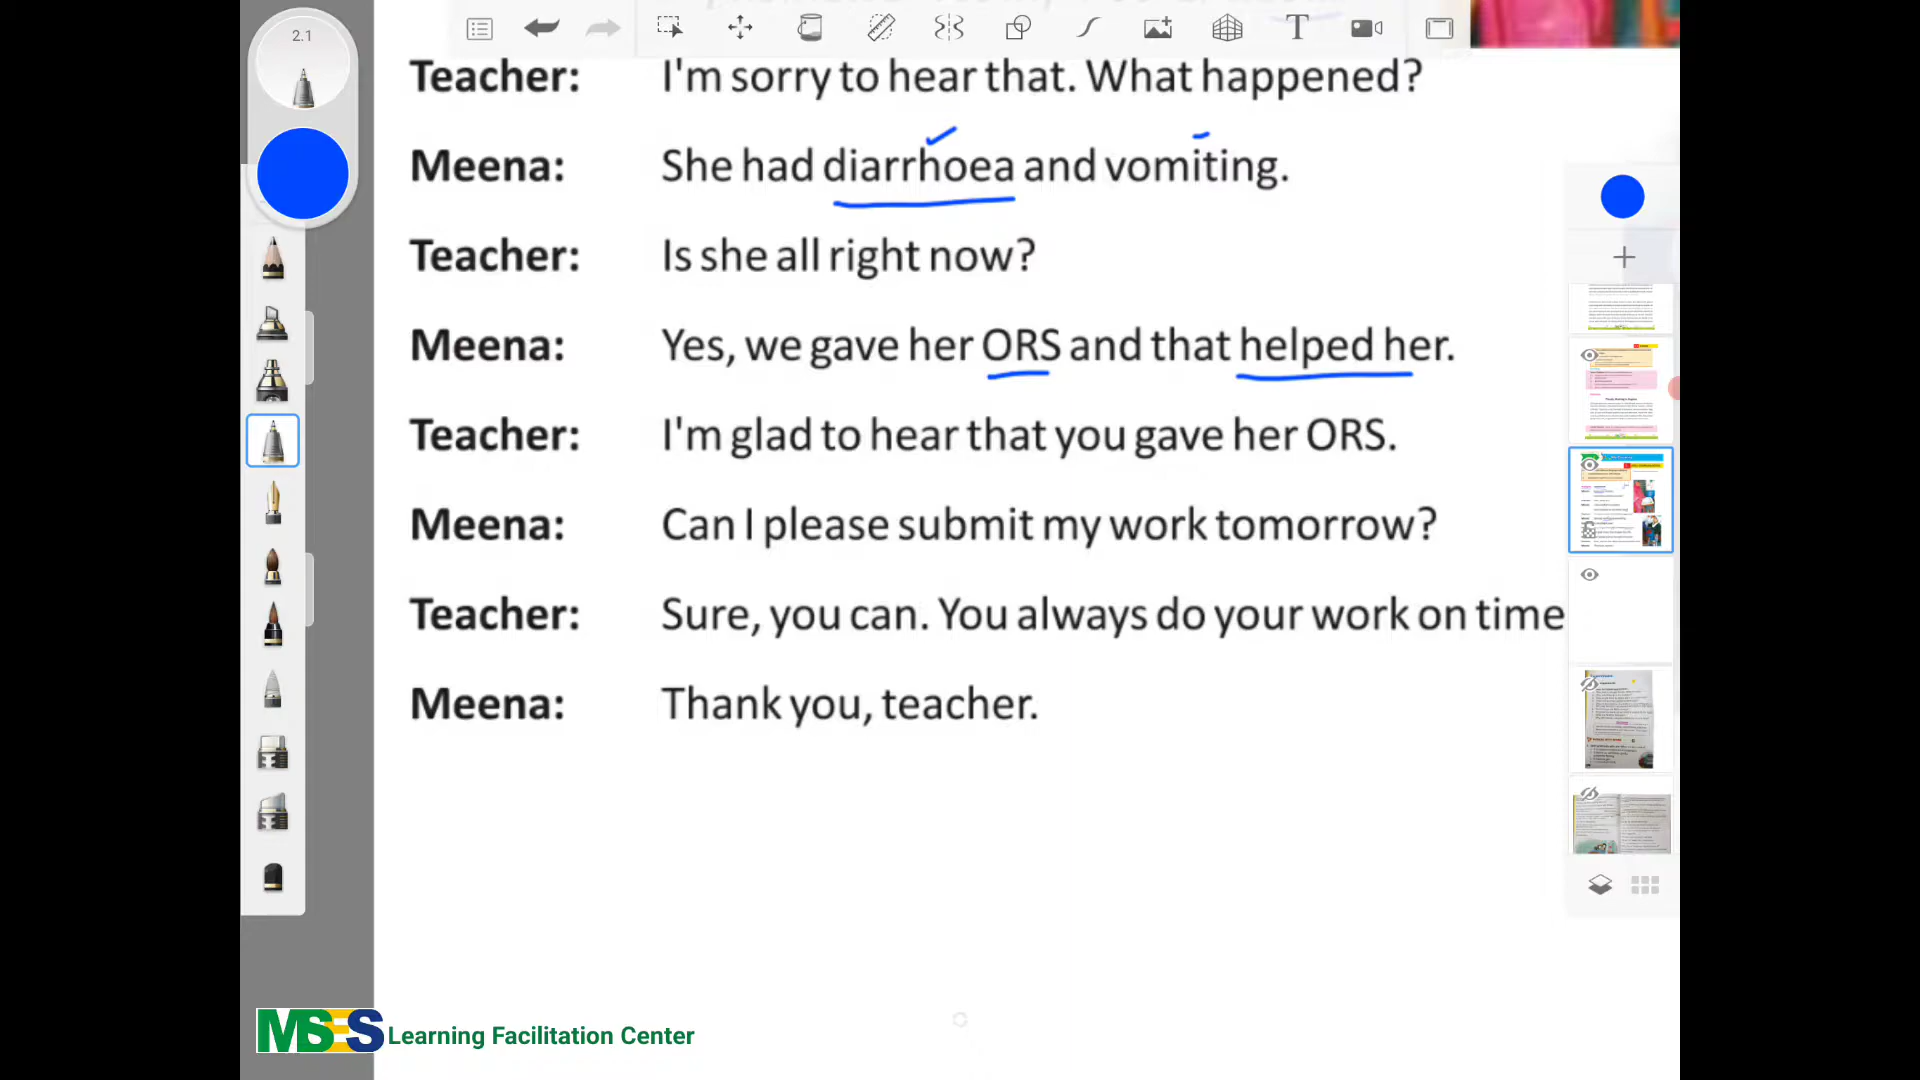 2.1
Teacher: I'm sorry to hear that. What happened?
Meena: She had diarrhoea and vomiting.
Teacher: Is she all right now?
Meena: Yes, we gave her ORS and that helped her.
Teacher: I'm glad to hear that you gave her ORS.
Meena: Can I please submit my work tomorrow?
Teacher: Sure, you can. You always do your work on time
Meena: Thank you, teacher.
MSES Learning Facilitation Center